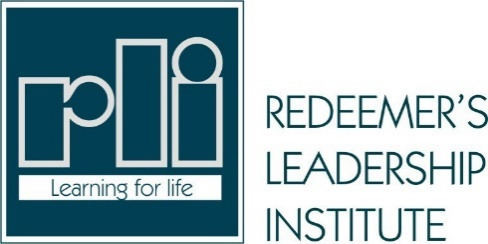 rli
Learning for life
REDEEMER'S
LEADERSHIP
INSTITUTE